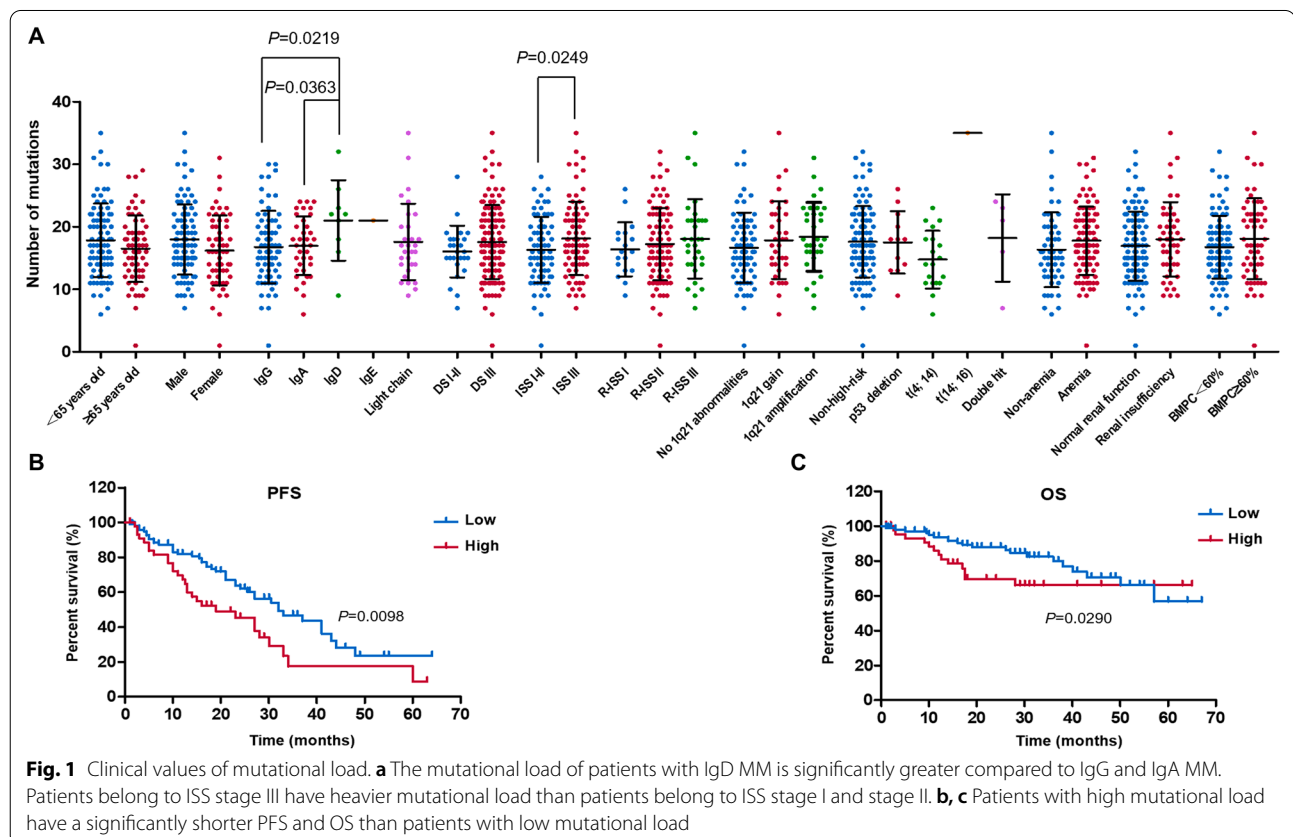 A
P=0.0219
P=0.0249
P=0.0363
Number of mutations
40
30
20
10
0
<65 years old
≥65 years old
Male
Female
IgG
IgA
IgD
IgE
Light chain
DS I-II
DS III
ISS I-II
ISS III
R-ISS I
R-ISS II
R-ISS III
No 1q21 abnormalities
1q21 gain
1q21 amplification
Non-high-risk
p53 deletion
t(4; 14)
t(14; 16)
Double hit
Non-anemia
Anemia
Normal renal function
Renal insufficiency
BMPC<60%
BMPC≥60%
B
PFS
Percent survival (%)
120
100
80
60
40
20
0
Low
High
P=0.0098
0 10 20 30 40 50 60 70
Time (months)
C
OS
Percent survival (%)
120
100
80
60
40
20
0
Low
High
P=0.0290
0 10 20 30 40 50 60 70
Time (months)
Fig. 1 Clinical values of mutational load. a The mutational load of patients with IgD MM is significantly greater compared to IgG and IgA MM.
Patients belong to ISS stage III have heavier mutational load than patients belong to ISS stage I and stage II. b, c Patients with high mutational load
have a significantly shorter PFS and OS than patients with low mutational load